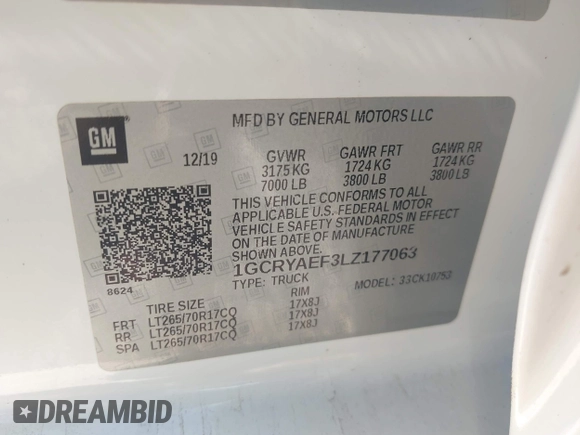 GM
MFD BY GENERAL MOTORS LLC
12/19
GVWR
3175 KG
7000 LB
GAWR FRT
1724 KG
3800 LB
GAWR RR
1724 KG
3800 LB
THIS VEHICLE CONFORMS TO ALL
APPLICABLE U.S. FEDERAL MOTOR
VEHICLE SAFETY STANDARDS IN EFFECT
ON THE DATE OF MANUFACTURE
SHOWN ABOVE.
1GCRYAEF3LZ177063
TYPE: TRUCK
MODEL: 33CK10753
8624
TIRE SIZE
RIM
FRT LT265/70R17CQ 17X8J
RR LT265/70R17CQ 17X8J
SPA LT265/70R17CQ 17X8J
DREAMBID